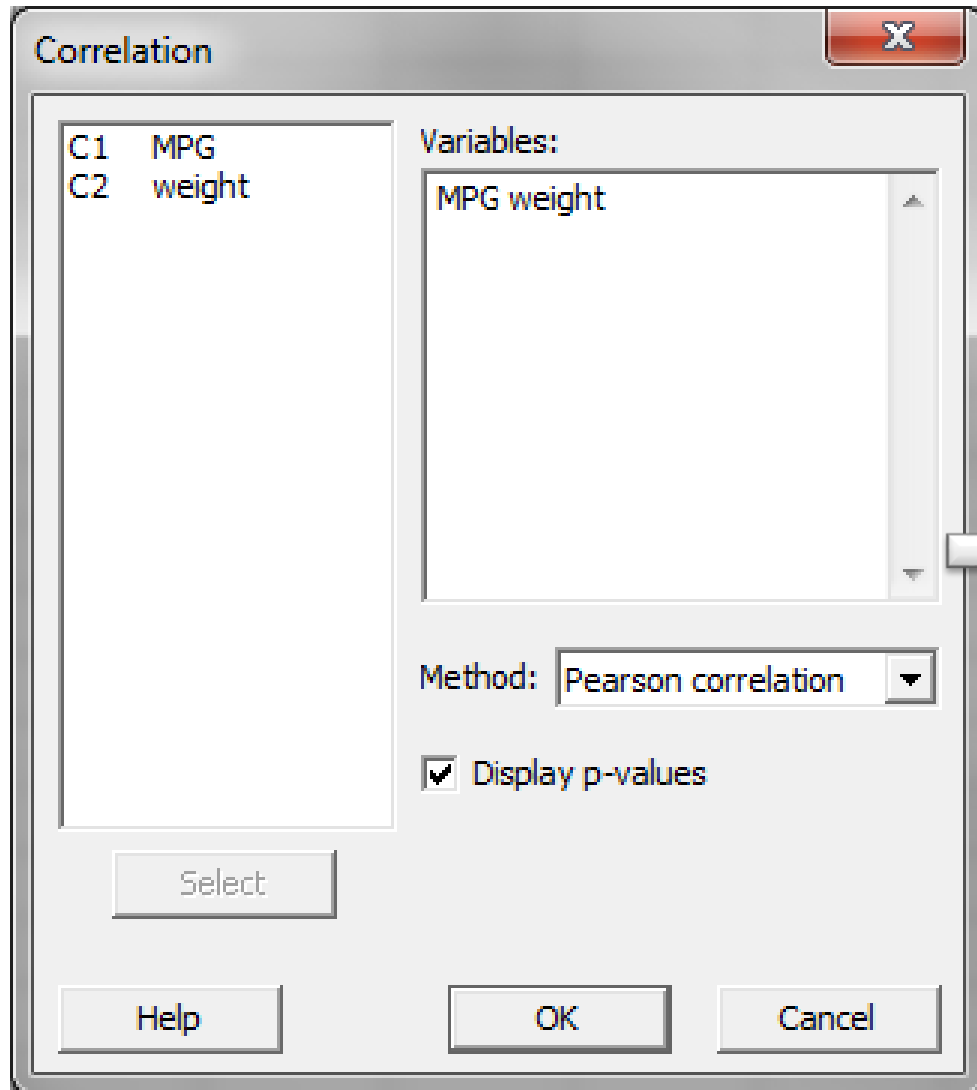 Correlation
C1 MPG
C2 weight
Variables:
MPG weight
Method: Pearson correlation
Display p-values
Select
Help
OK
Cancel